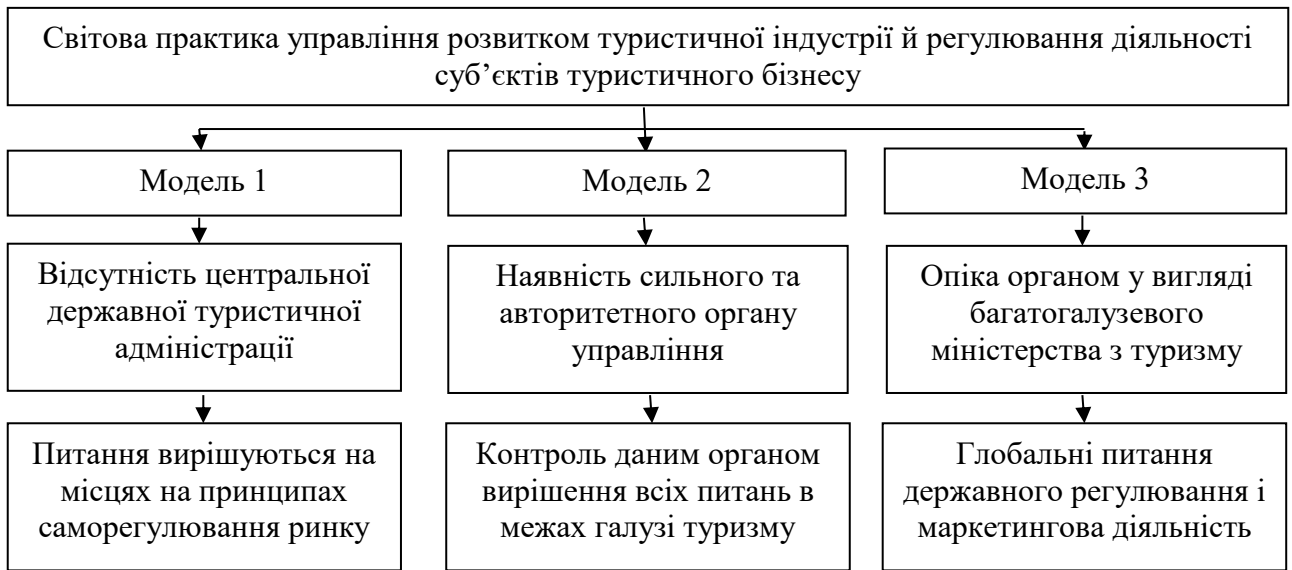 Світова практика управління розвитком туристичної індустрії й регулювання діяльності
суб’єктів туристичного бізнесу
Модель 1
Модель 2
Модель 3
Відсутність центральної
державної туристичної
адміністрації
Наявність сильного та
авторитетного органу
управління
Опіка органом у вигляді
багатогалузевого
міністерства з туризму
Питання вирішуються на
місцях на принципах
саморегулювання ринку
Контроль даним органом
вирішення всіх питань в
межах галузі туризму
Глобальні питання
державного регулювання і
маркетингова діяльність